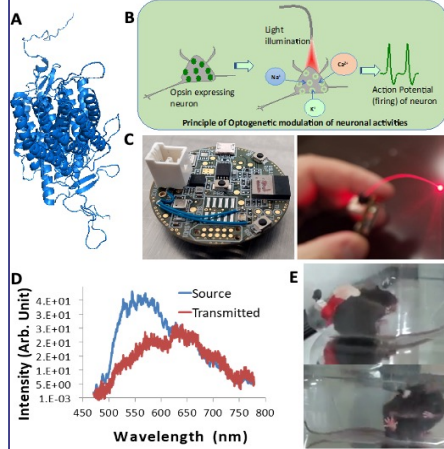 A
B
Light
illumination
Opsin expressing
neuron
Na⁺
Ca²⁺
K⁺
Action Potential
(firing) of neuron
Principle of Optogenetic modulation of neuronal activities
C
D
Intensity (Arb. Unit)
4.E+01
3.E+01
3.E+01
2.E+01
2.E+01
1.E+01
5.E+00
1.E-03
Source
Transmitted
450 500 550 600 650 700 750 800
Wavelength (nm)
E